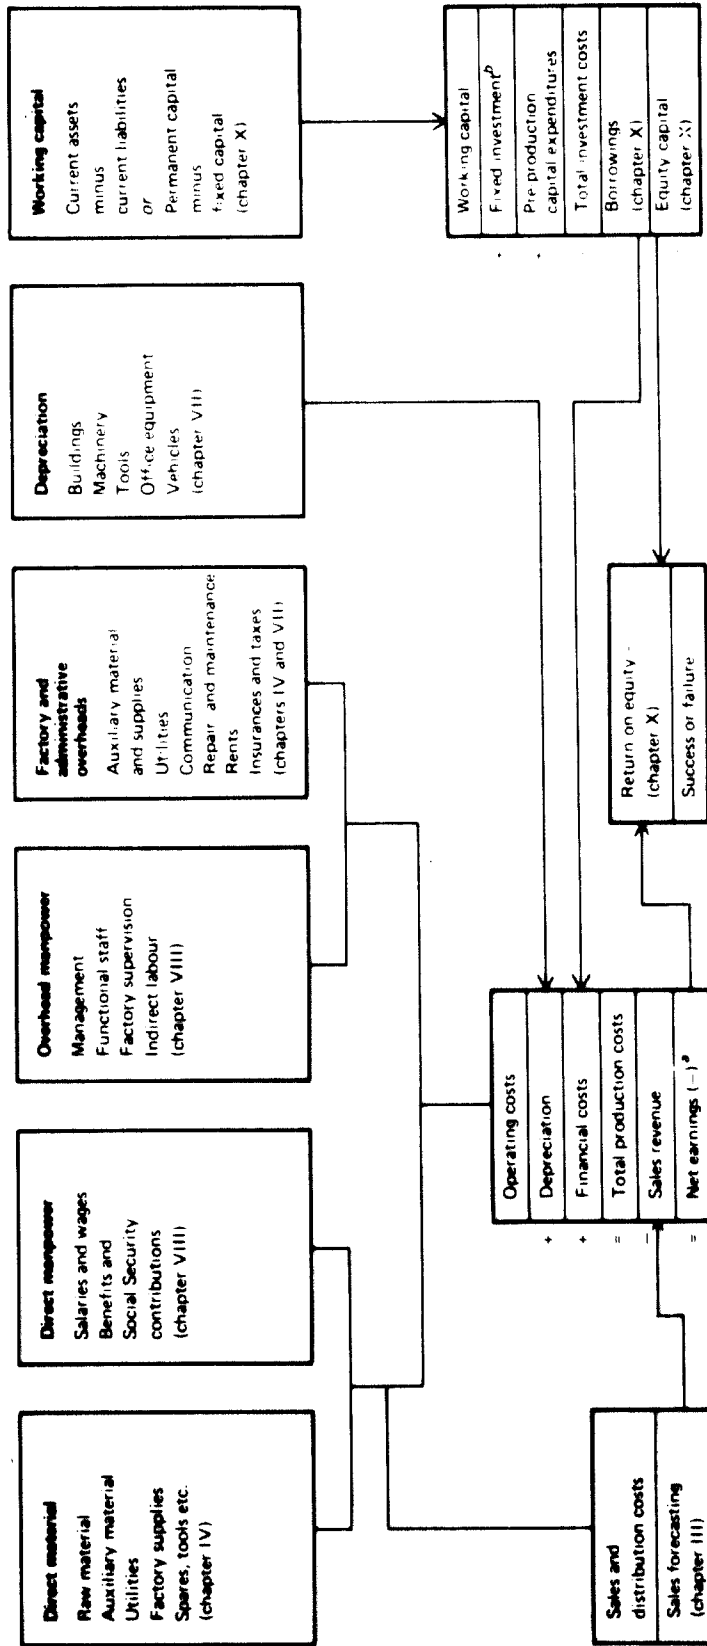 Direct material
Raw material
Auxiliary material
Utilities
Factory supplies
Spares, tools etc.
(chapter IV)
Direct manpower
Salaries and wages
Benefits and
Social Security
contributions
(chapter VIII)
Overhead manpower
Management
Functional staff
Factory supervision
Indirect labour
(chapter VIII)
Factory and
administrative
overheads
Auxiliary material
and supplies
Utilities
Communication
Repair and maintenance
Rents
Insurances and taxes
(chapters IV and VII)
Depreciation
Buildings
Machinery
Tools
Office equipment
Vehicles
(chapter VII)
Working capital
Current assets
minus
current liabilities
or
Permanent capital
minus
fixed capital
(chapter X)
Sales and
distribution costs
Sales forecasting
(chapter III)
Operating costs
+ Depreciation
+ Financial costs
= Total production costs
− Sales revenue
= Net earnings (−)a
Return on equity
(chapter X)
Success or failure
Working capital
Fixed investmentb
Pre production
capital expenditures
Total investment costs
Borrowings
(chapter X)
Equity capital
(chapter X)